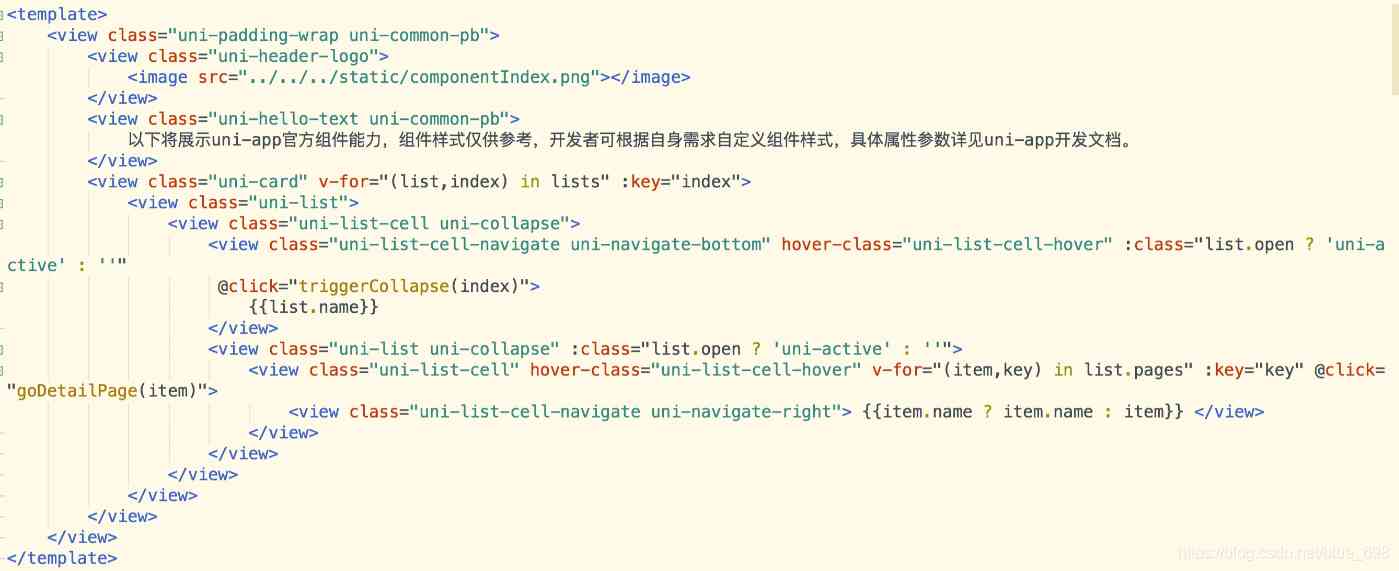 <template>
<view class="uni-padding-wrap uni-common-pb">
<view class="uni-header-logo">
<image src="../../../static/componentIndex.png"></image>
</view>
<view class="uni-hello-text uni-common-pb">
以下将展示uni-app官方组件能力，组件样式仅供参考，开发者可根据自身需求自定义组件样式，具体属性参数详见uni-app开发文档。
</view>
<view class="uni-card" v-for="(list,index) in lists" :key="index">
<view class="uni-list">
<view class="uni-list-cell uni-collapse">
<view class="uni-list-cell-navigate uni-navigate-bottom" hover-class="uni-list-cell-hover" :class="list.open ? 'uni-a
ctive' : ''"
@click="triggerCollapse(index)">
{{list.name}}
</view>
<view class="uni-list uni-collapse" :class="list.open ? 'uni-active' : ''">
<view class="uni-list-cell" hover-class="uni-list-cell-hover" v-for="(item,key) in list.pages" :key="key" @click=
"goDetailPage(item)">
<view class="uni-list-cell-navigate uni-navigate-right"> {{item.name ? item.name : item}} </view>
</view>
</view>
</view>
</view>
</view>
</view>
</template>